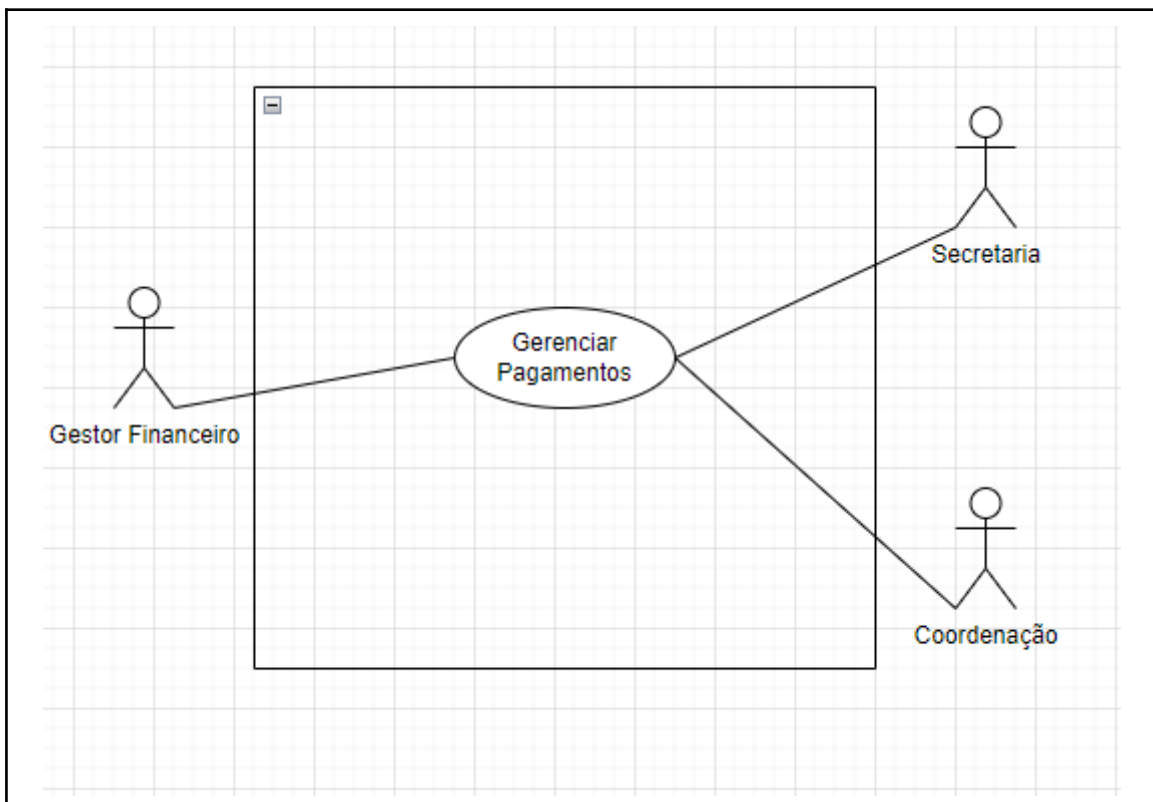 Secretaria
Gerenciar
Pagamentos
Gestor Financeiro
Coordenação